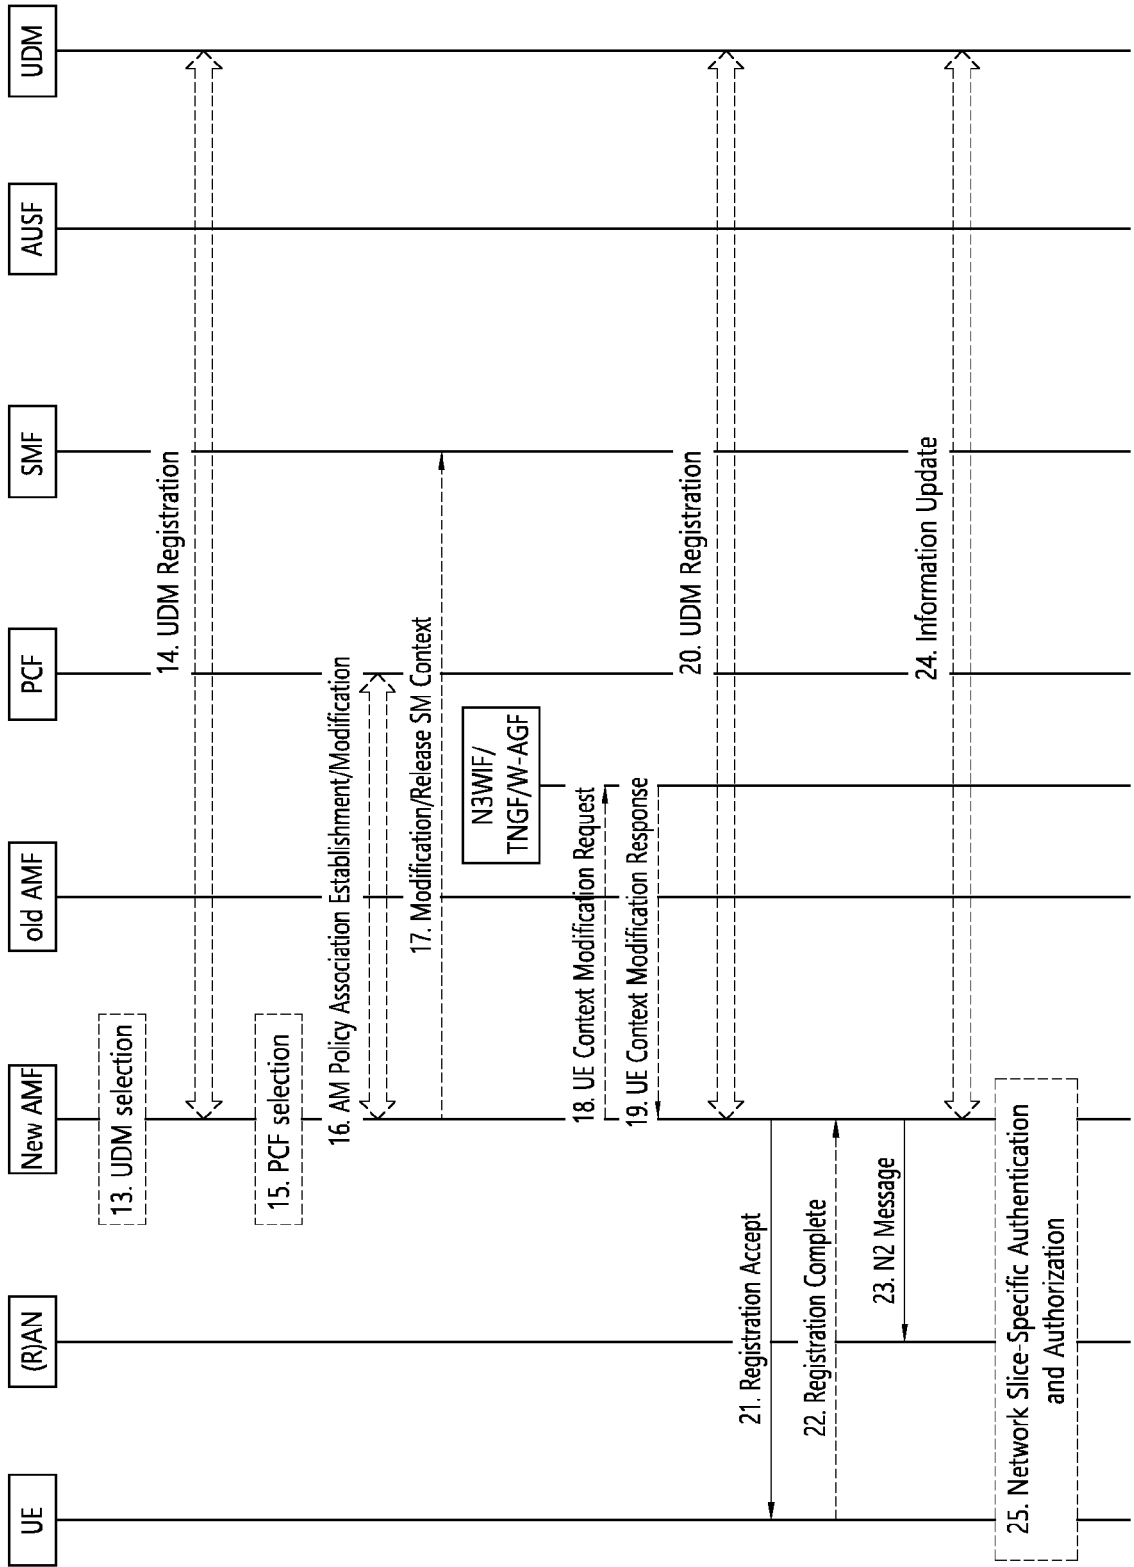 UE
(R)AN
New AMF
old AMF
PCF
SMF
AUSF
UDM
13. UDM selection
14. UDM Registration
15. PCF selection
16. AM Policy Association Establishment/Modification
17. Modification/Release SM Context
N3WIF/
TNGF/W-AGF
18. UE Context Modification Request
19. UE Context Modification Response
20. UDM Registration
21. Registration Accept
22. Registration Complete
23. N2 Message
24. Information Update
25. Network Slice-Specific Authentication
and Authorization